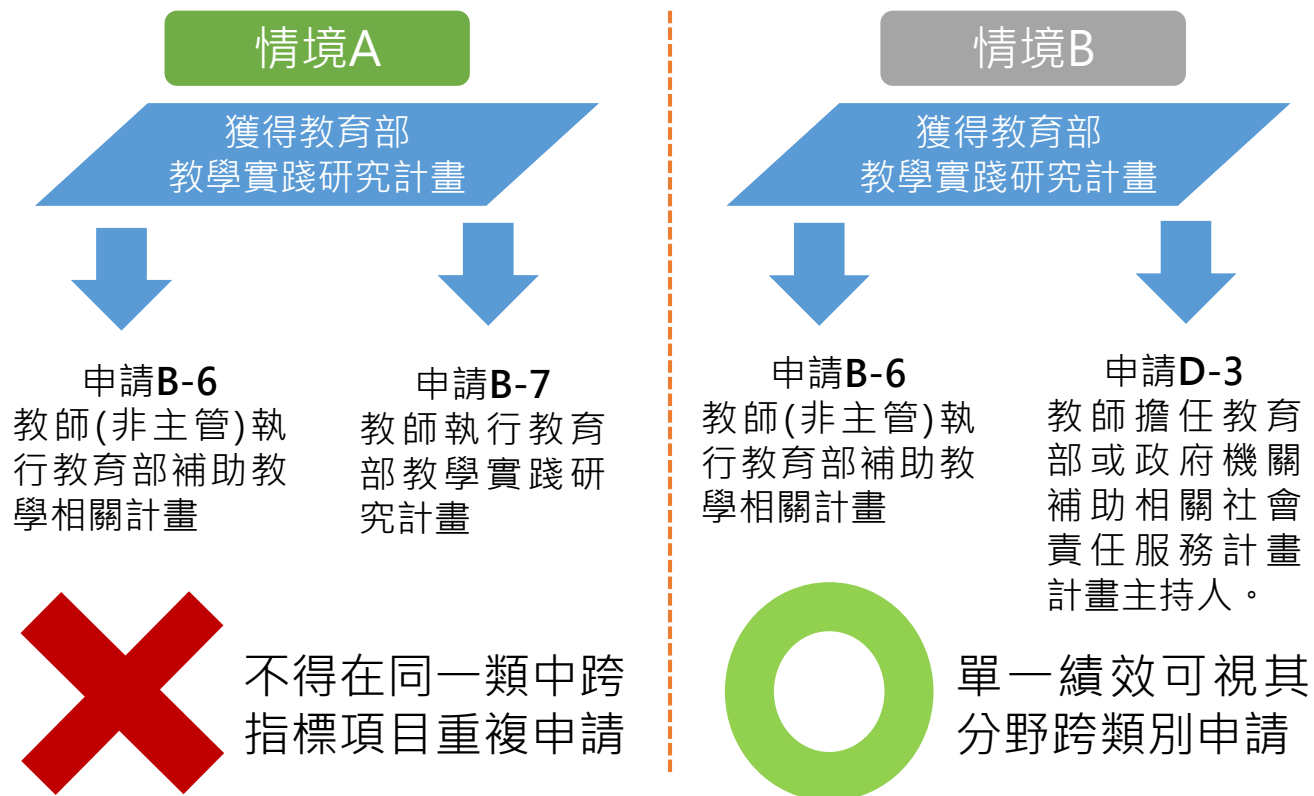 情境A
獲得教育部
教學實踐研究計畫
申請B-6
教師(非主管)執
行教育部補助教
學相關計畫
申請B-7
教師執行教育
部教學實踐研
究計畫
不得在同一類中跨
指標項目重複申請
情境B
獲得教育部
教學實踐研究計畫
申請B-6
教師(非主管)執
行教育部補助教
學相關計畫
申請D-3
教師擔任教育
部或政府機關
補助相關社會
責任服務計畫
計畫主持人。
單一績效可視其
分野跨類別申請